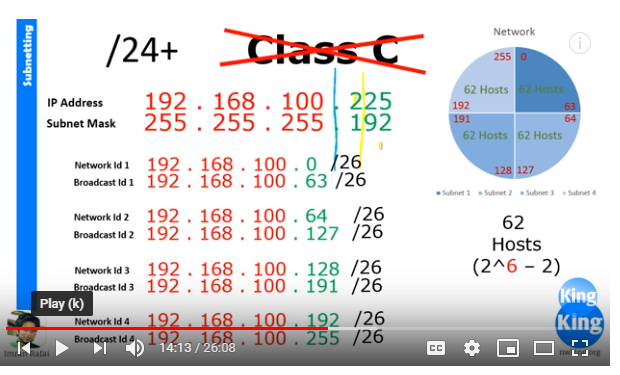 Subnetting
/24+
Class C
IP Address 192 . 168 . 100 . 225
Subnet Mask 255 . 255 . 255 . 192
Network Id 1 192 . 168 . 100 . 0 /26
Broadcast Id 1 192 . 168 . 100 . 63 /26
Network Id 2 192 . 168 . 100 . 64 /26
Broadcast Id 2 192 . 168 . 100 . 127 /26
Network Id 3 192 . 168 . 100 . 128 /26
Broadcast Id 3 192 . 168 . 100 . 191 /26
Network Id 4 192 . 168 . 100 . 192 /26
Broadcast Id 4 192 . 168 . 100 . 255 /26
Network
i
255 0
62 Hosts 62 Hosts
192 63
191 64
62 Hosts 62 Hosts
128 127
Subnet 1 Subnet 2 Subnet 3 Subnet 4
62
Hosts
(2^6 – 2)
King
King
Play (k)
14:13 / 26:08
CC